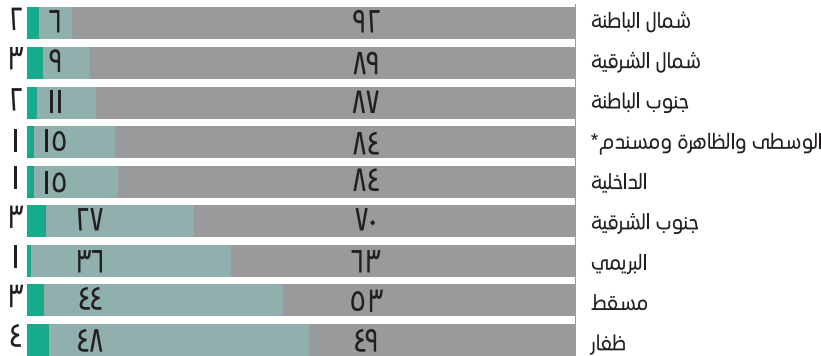 شمال الباطنة ٩٢ ٦ ٢
شمال الشرقية ٨٩ ٩ ٣
جنوب الباطنة ٨٧ ١١ ٢
الوسطى والظاهرة ومسندم* ٨٤ ١٥ ١
الداخلية ٨٤ ١٥ ١
جنوب الشرقية ٧٠ ٢٧ ٣
البريمي ٦٣ ٣٦ ١
مسقط ٥٣ ٤٤ ٣
ظفار ٤٩ ٤٨ ٤